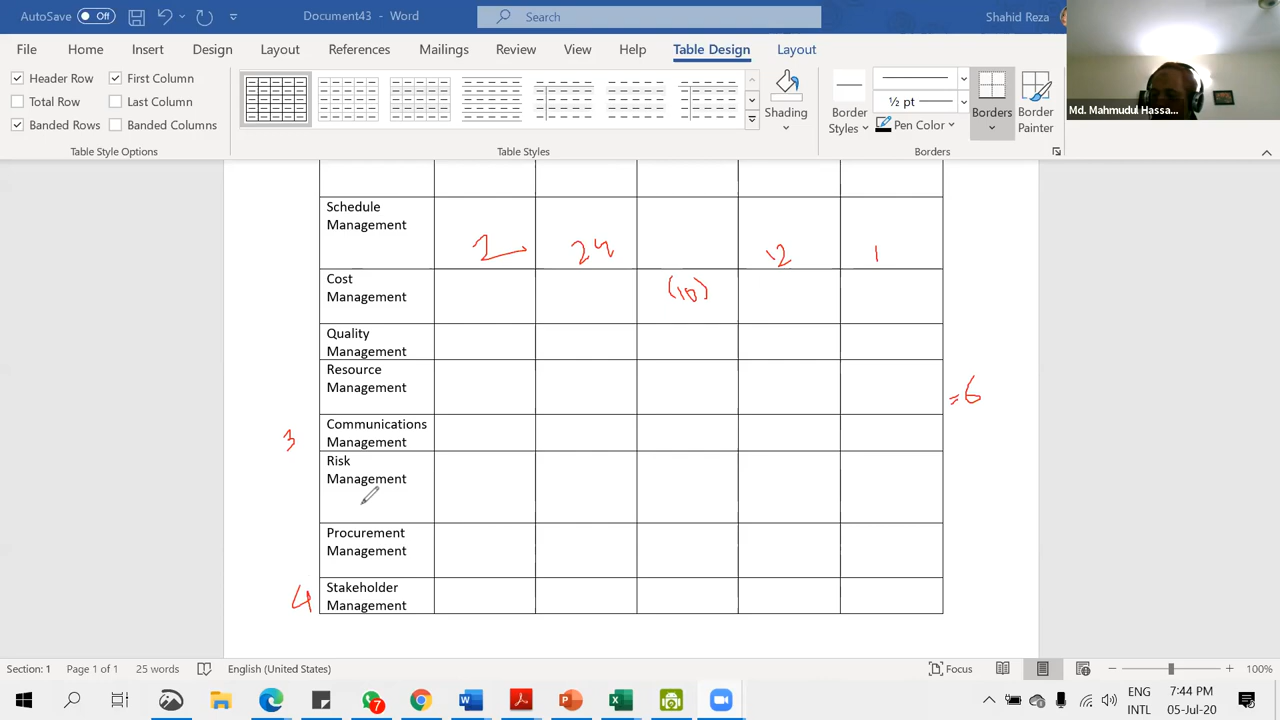 AutoSave Off Document43 - Word Search Shahid Reza
File Home Insert Design Layout References Mailings Review View Help Table Design Layout
Header Row First Column
Total Row Last Column
Banded Rows Banded Columns
Table Style Options
Table Styles
Shading
Border Styles
½ pt
Pen Color
Borders
Border Painter
Borders
Md. Mahmudul Hassa...
Schedule
Management
2 24 12 1
Cost
Management
(10)
Quality
Management
Resource
Management
=6
Communications
Management
3
Risk
Management
Procurement
Management
Stakeholder
Management
4
Section: 1 Page 1 of 1 25 words English (United States) Focus 100%
7
ENG
INTL
7:44 PM
05-Jul-20